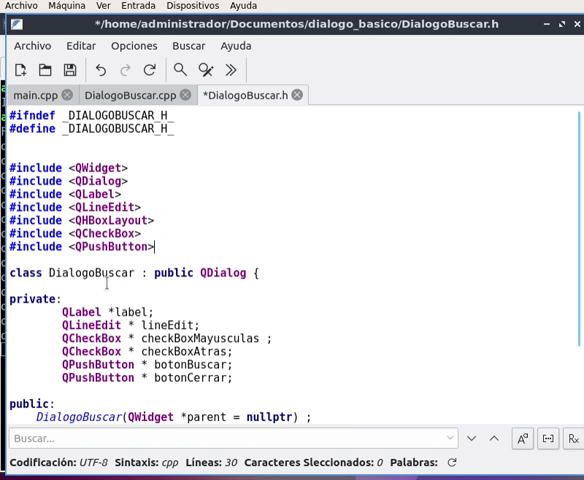 Archivo Máquina Ver Entrada Dispositivos Ayuda
*/home/administrador/Documentos/dialogo_basico/DialogoBuscar.h
Archivo Editar Opciones Buscar Ayuda
main.cpp DialogoBuscar.cpp *DialogoBuscar.h
#ifndef _DIALOGOBUSCAR_H_
#define _DIALOGOBUSCAR_H_
#include <QWidget>
#include <QDialog>
#include <QLabel>
#include <QLineEdit>
#include <QHBoxLayout>
#include <QCheckBox>
#include <QPushButton>
class DialogoBuscar : public QDialog {
private:
QLabel *label;
QLineEdit * lineEdit;
QCheckBox * checkBoxMayusculas ;
QCheckBox * checkBoxAtras;
QPushButton * botonBuscar;
QPushButton * botonCerrar;
public:
DialogoBuscar(QWidget *parent = nullptr) ;
Buscar...
Codificación: UTF-8 Sintaxis: cpp Líneas: 30 Caracteres Sleccionados: 0 Palabras: